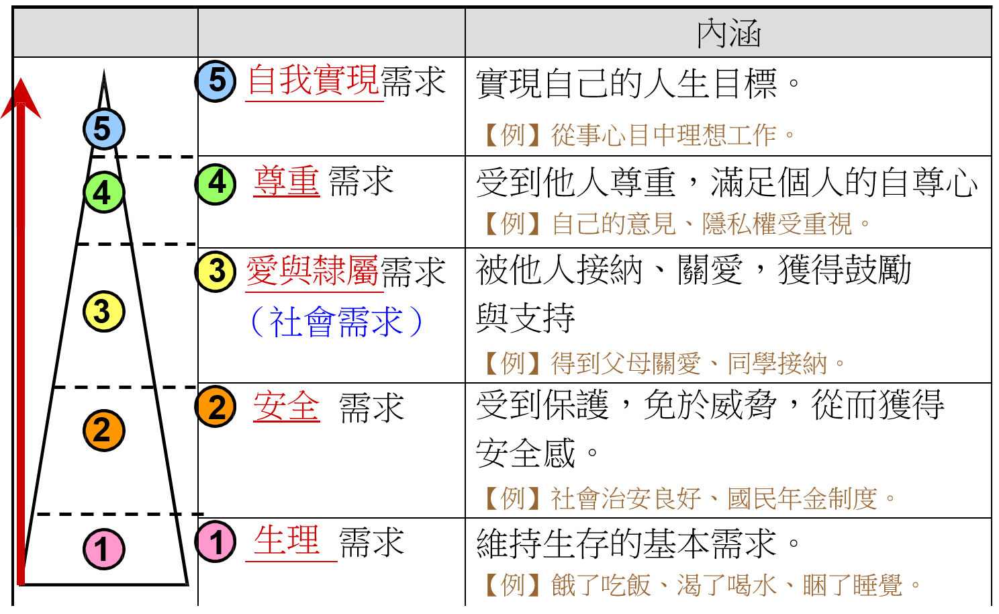 內涵
5
5 自我實現需求
實現自己的人生目標。
【例】從事心目中理想工作。
4
4 尊重 需求
受到他人尊重，滿足個人的自尊心
【例】自己的意見、隱私權受重視。
3
3 愛與隸屬需求
（社會需求）
被他人接納、關愛，獲得鼓勵
與支持
【例】得到父母關愛、同學接納。
2
2 安全 需求
受到保護，免於威脅，從而獲得
安全感。
【例】社會治安良好、國民年金制度。
1
1 生理 需求
維持生存的基本需求。
【例】餓了吃飯、渴了喝水、睏了睡覺。